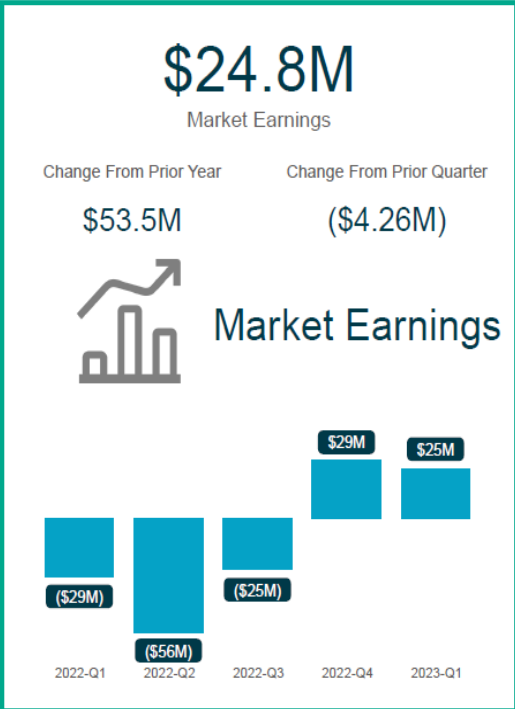 $24.8M
Market Earnings
Change From Prior Year
Change From Prior Quarter
$53.5M
($4.26M)
Market Earnings
$29M
$25M
($29M)
($25M)
($56M)
2022-Q1
2022-Q2
2022-Q3
2022-Q4
2023-Q1